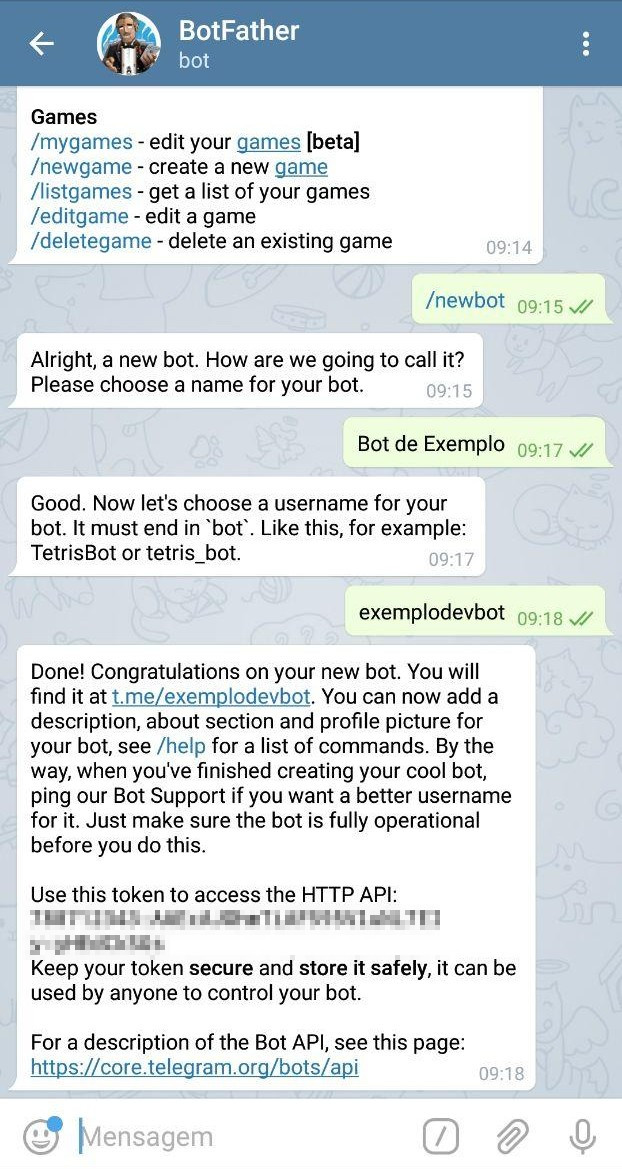 BotFather
bot
Games
/mygames - edit your games [beta]
/newgame - create a new game
/listgames - get a list of your games
/editgame - edit a game
/deletegame - delete an existing game
09:14
/newbot 09:15
Alright, a new bot. How are we going to call it?
Please choose a name for your bot.
09:15
Bot de Exemplo 09:17
Good. Now let's choose a username for your
bot. It must end in `bot`. Like this, for example:
TetrisBot or tetris_bot.
09:17
exemplodevbot 09:18
Done! Congratulations on your new bot. You will
find it at t.me/exemplodevbot. You can now add a
description, about section and profile picture for
your bot, see /help for a list of commands. By the
way, when you've finished creating your cool bot,
ping our Bot Support if you want a better username
for it. Just make sure the bot is fully operational
before you do this.
Use this token to access the HTTP API:
Keep your token secure and store it safely, it can be
used by anyone to control your bot.
For a description of the Bot API, see this page:
https://core.telegram.org/bots/api
09:18
Mensagem